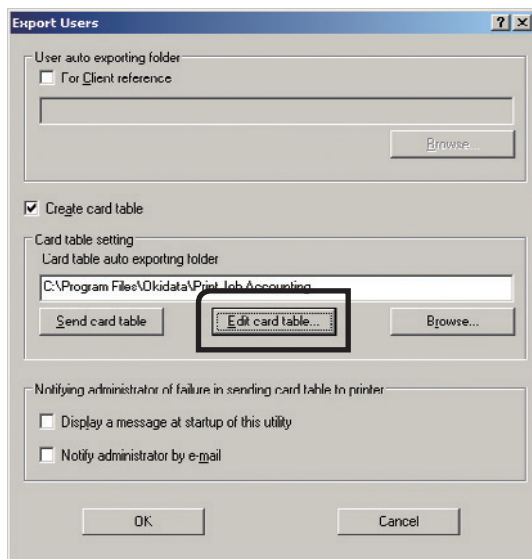 Export Users
User auto exporting folder
For Client reference
Browse...
Create card table
Card table setting
Card table auto exporting folder
C:\Program Files\Okidata\Print Job Accounting
Send card table Edit card table... Browse...
Notifying administrator of failure in sending card table to printer
Display a message at startup of this utility
Notify administrator by e-mail
OK Cancel